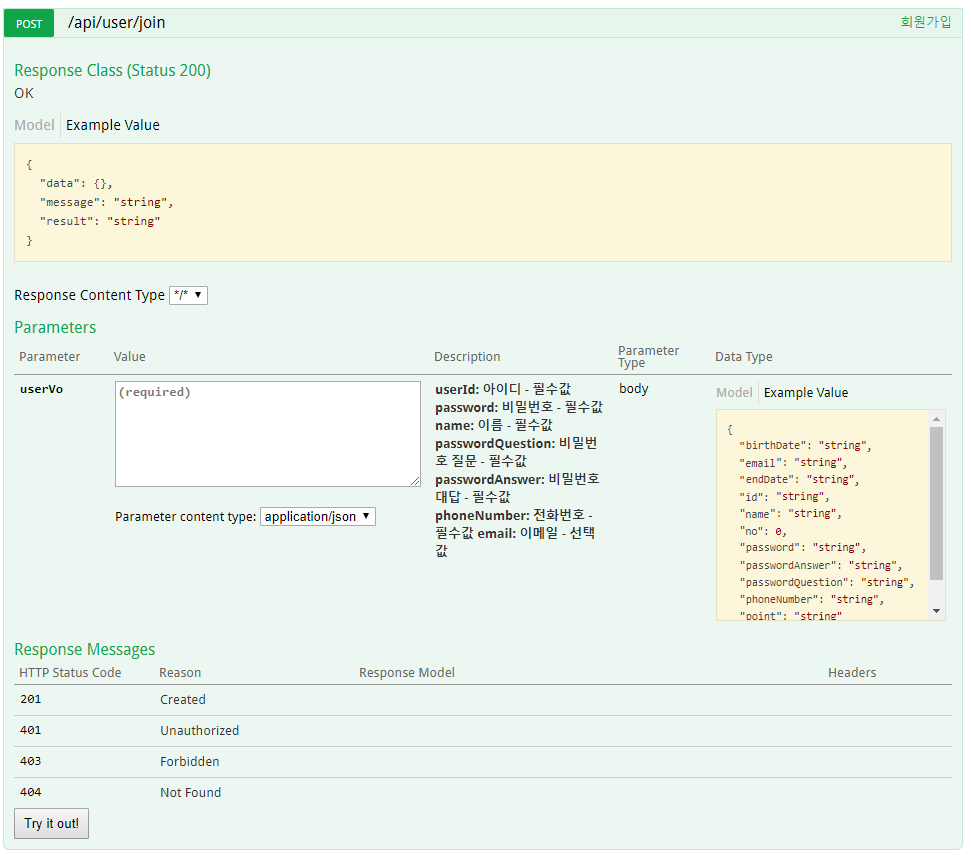 POST /api/user/join 회원가입
Response Class (Status 200)
OK
Model Example Value
{
"data": {},
"message": "string",
"result": "string"
}
Response Content Type */*
Parameters
Parameter Value Description Parameter Type Data Type
userVo
(required)
Parameter content type: application/json
userId: 아이디 - 필수값
password: 비밀번호 - 필수값
name: 이름 - 필수값
passwordQuestion: 비밀번
호 질문 - 필수값
passwordAnswer: 비밀번호
대답 - 필수값
phoneNumber: 전화번호 -
필수값 email: 이메일 - 선택
값
body
Model Example Value
{
"birthDate": "string",
"email": "string",
"endDate": "string",
"id": "string",
"name": "string",
"no": 0,
"password": "string",
"passwordAnswer": "string",
"passwordQuestion": "string",
"phoneNumber": "string",
"point": "string"
Response Messages
HTTP Status Code Reason Response Model Headers
201 Created
401 Unauthorized
403 Forbidden
404 Not Found
Try it out!